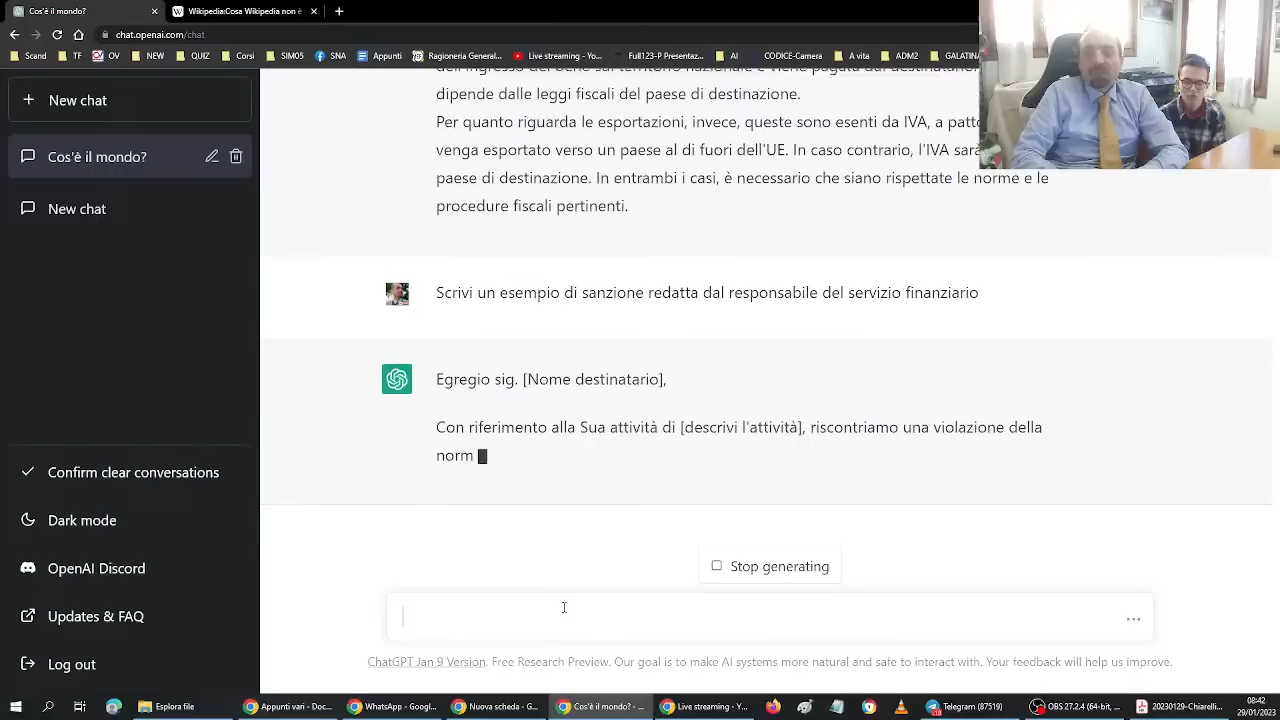 Cos'è il mondo?
Wikipedia:Cosa Wikipedia non è
chat.openai.com/chat
Scand
TF
OV
NEW
QUIZ
Corsi
SIM05
SNA
Appunti
Ragioneria General...
Live streaming - Yo...
Full123-P Presentaz...
AI
CODICE-Camera
A vita
ADM2
GALATINA
New chat
Cos'è il mondo?
New chat
Confirm clear conversations
Dark mode
OpenAI Discord
Updates & FAQ
Log out
dipende dalle leggi fiscali del paese di destinazione.
Per quanto riguarda le esportazioni, invece, queste sono esenti da IVA, a patto
venga esportato verso un paese al di fuori dell'UE. In caso contrario, l'IVA sarà
paese di destinazione. In entrambi i casi, è necessario che siano rispettate le norme e le
procedure fiscali pertinenti.
Scrivi un esempio di sanzione redatta dal responsabile del servizio finanziario
Egregio sig. [Nome destinatario],
Con riferimento alla Sua attività di [descrivi l'attività], riscontriamo una violazione della
norm
Stop generating
ChatGPT Jan 9 Version. Free Research Preview. Our goal is to make AI systems more natural and safe to interact with. Your feedback will help us improve.
Esplora file
Appunti vari - Doc...
WhatsApp - Googl...
Nuova scheda - G...
Cos'è il mondo? - ...
Live streaming - Y...
Telegram (87519)
OBS 27.2.4 (64-bit, ...
20230129-Chiarelli...
08:42
29/01/2023